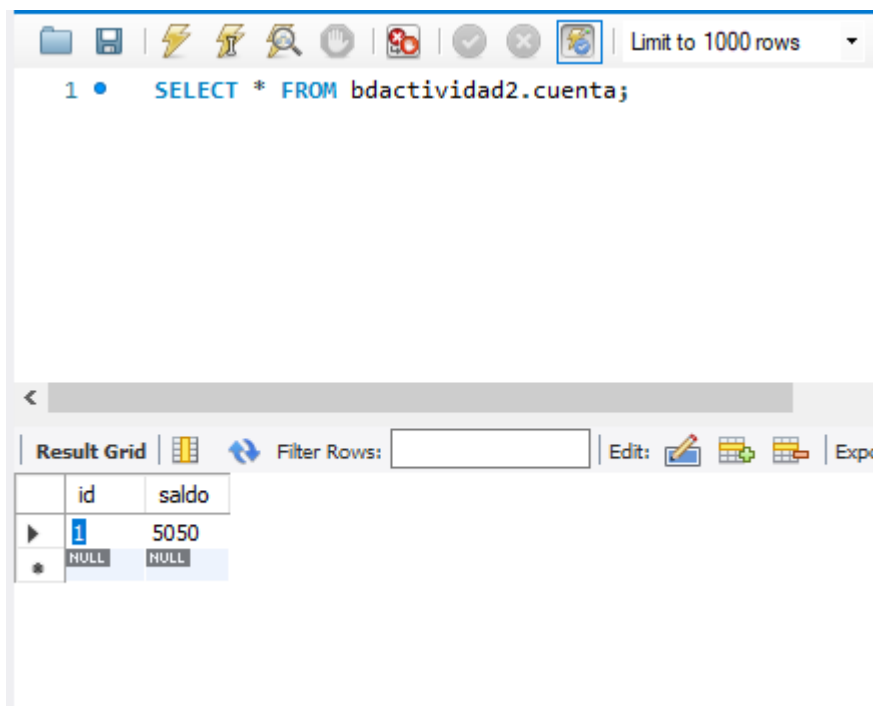 Limit to 1000 rows
1 SELECT * FROM bdactividad2.cuenta;
Result Grid Filter Rows: Edit: Expo
id saldo
1 5050
NULL NULL